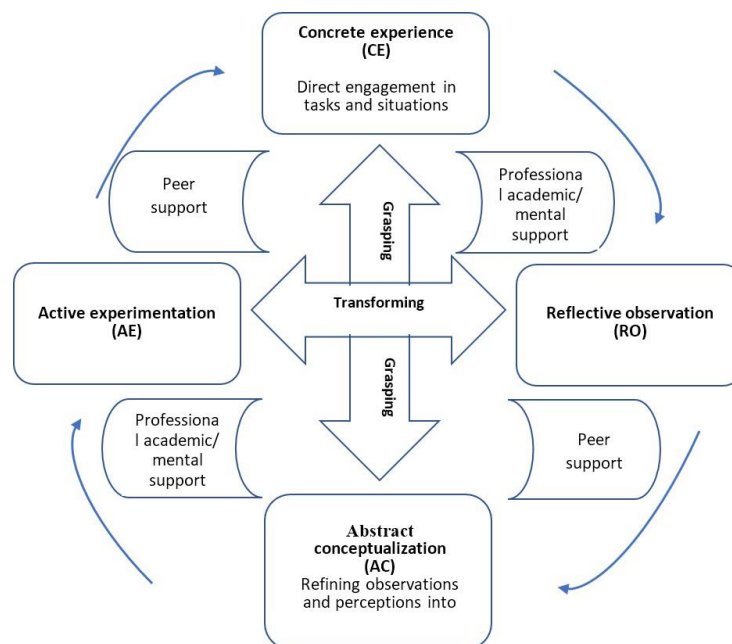 Concrete experience
(CE)
Direct engagement in
tasks and situations
Peer
support
Professiona
l academic/
mental
support
Grasping
Active experimentation
(AE)
Transforming
Reflective observation
(RO)
Grasping
Professiona
l academic/
mental
support
Peer
support
Abstract
conceptualization
(AC)
Refining observations
and perceptions into